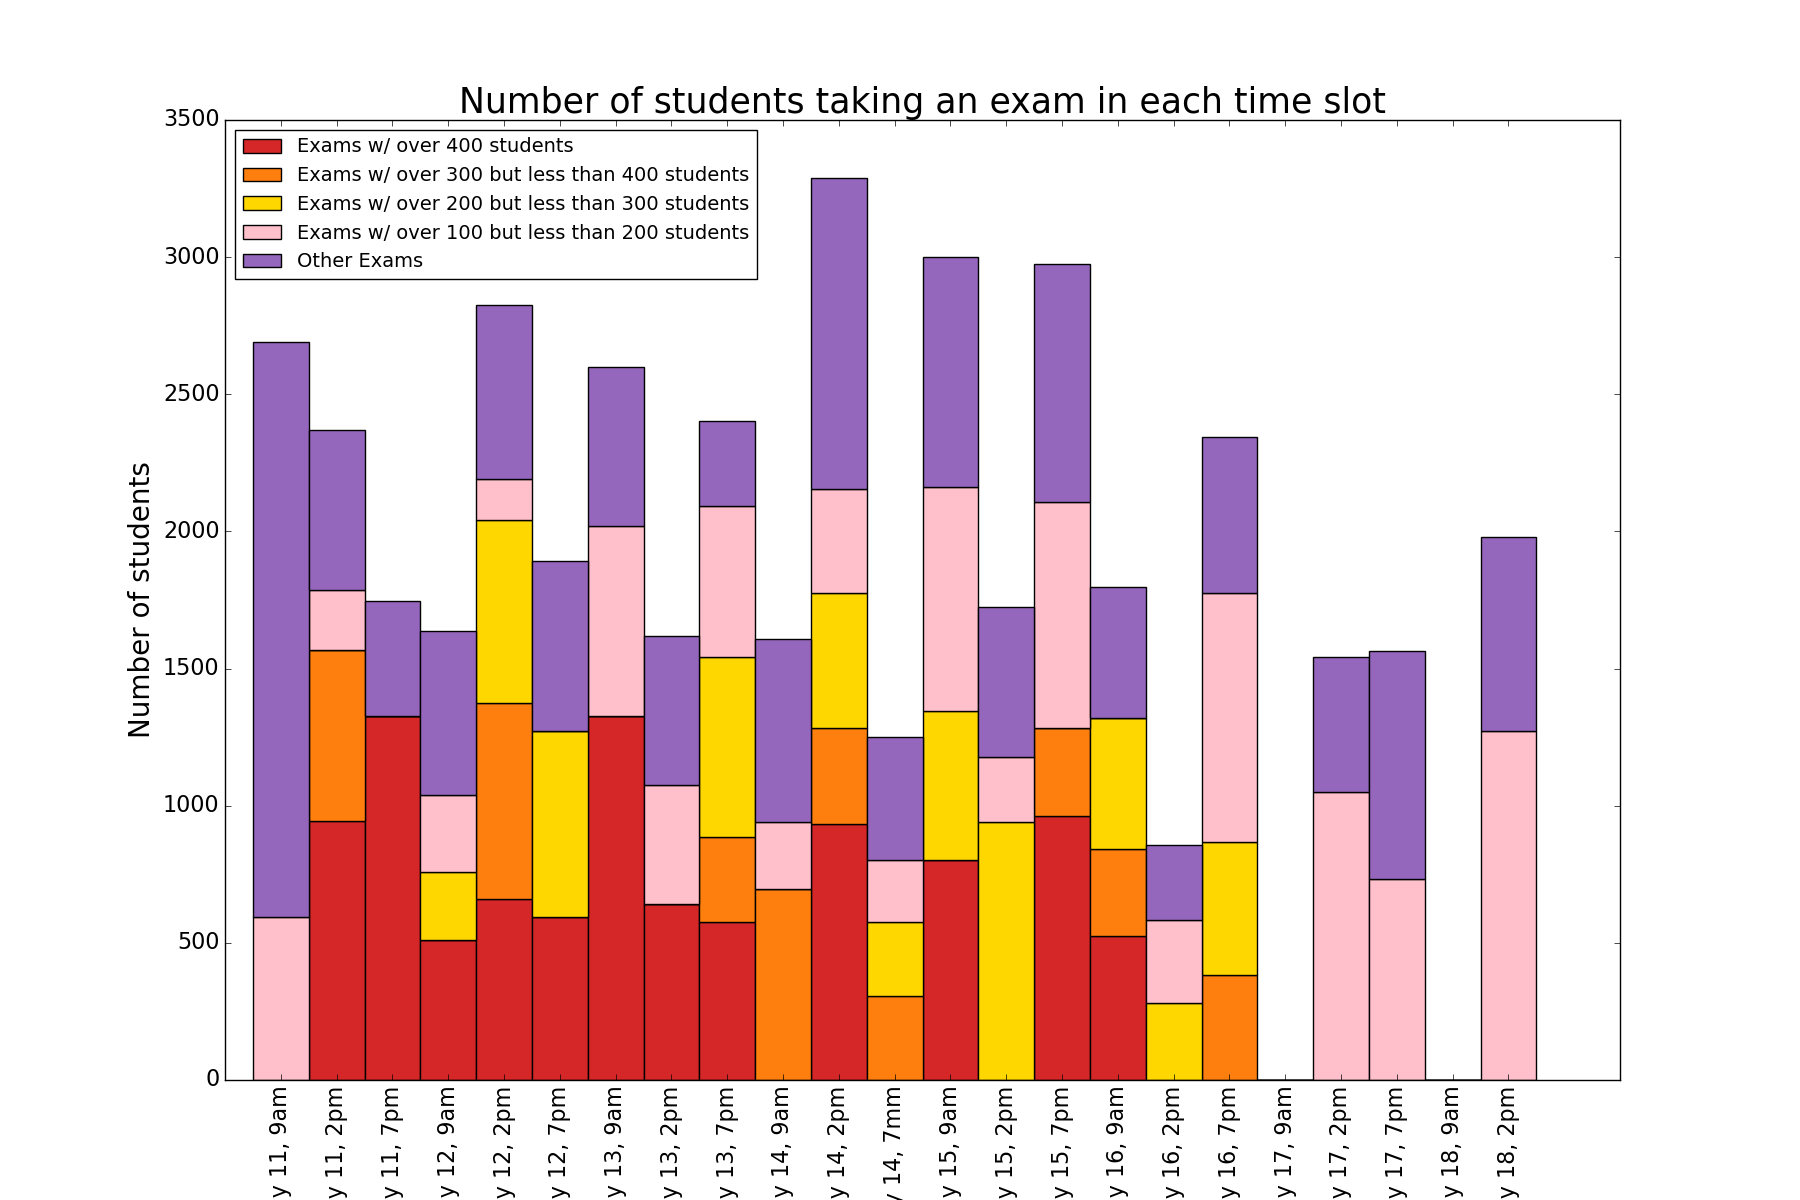 Number of students taking an exam in each time slot
Exams w/ over 400 students
Exams w/ over 300 but less than 400 students
Exams w/ over 200 but less than 300 students
Exams w/ over 100 but less than 200 students
Other Exams
Number of students
3500
3000
2500
2000
1500
1000
500
0
y 11, 9am
y 11, 2pm
y 11, 7pm
y 12, 9am
y 12, 2pm
y 12, 7pm
y 13, 9am
y 13, 2pm
y 13, 7pm
y 14, 9am
y 14, 2pm
y 14, 7mm
y 15, 9am
y 15, 2pm
y 15, 7pm
y 16, 9am
y 16, 2pm
y 16, 7pm
y 17, 9am
y 17, 2pm
y 17, 7pm
y 18, 9am
y 18, 2pm